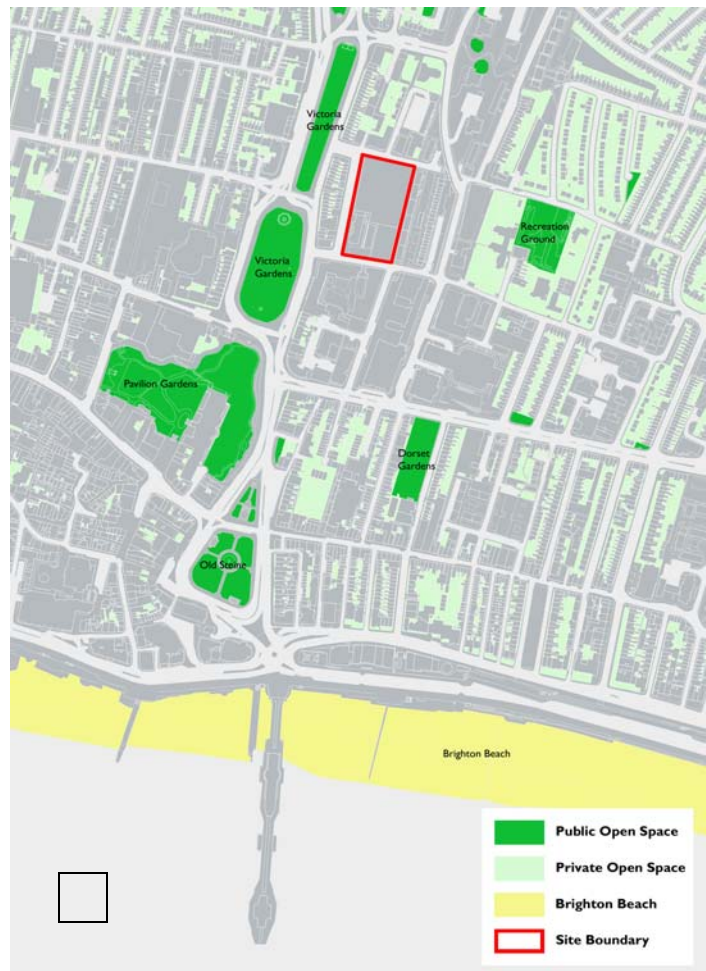 Victoria
Gardens
Recreation
Ground
Victoria
Gardens
Pavilion Gardens
Dorset
Gardens
Old Steine
Brighton Beach
Public Open Space
Private Open Space
Brighton Beach
Site Boundary